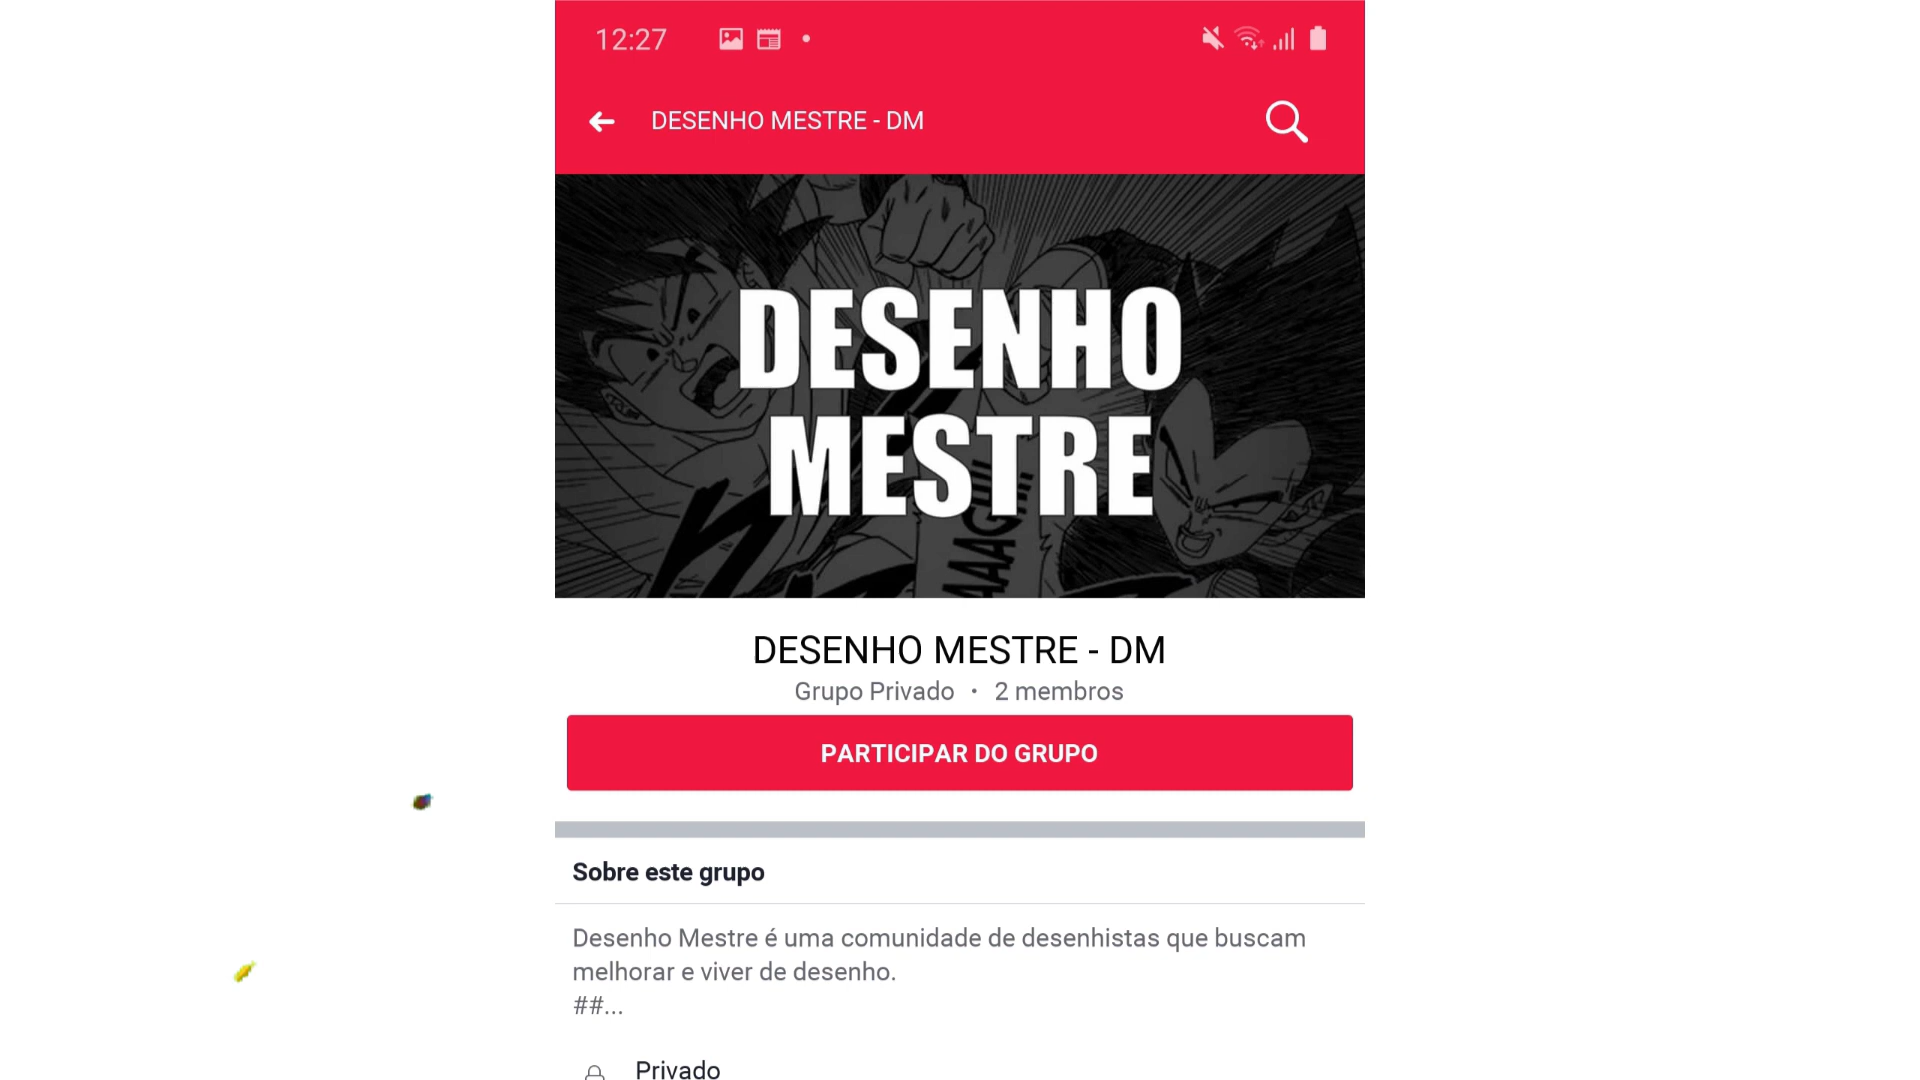 12:27
DESENHO MESTRE - DM
DESENHO
MESTRE
AAAGH!!!
DESENHO MESTRE - DM
Grupo Privado • 2 membros
PARTICIPAR DO GRUPO
Sobre este grupo
Desenho Mestre é uma comunidade de desenhistas que buscam
melhorar e viver de desenho.
##...
Privado